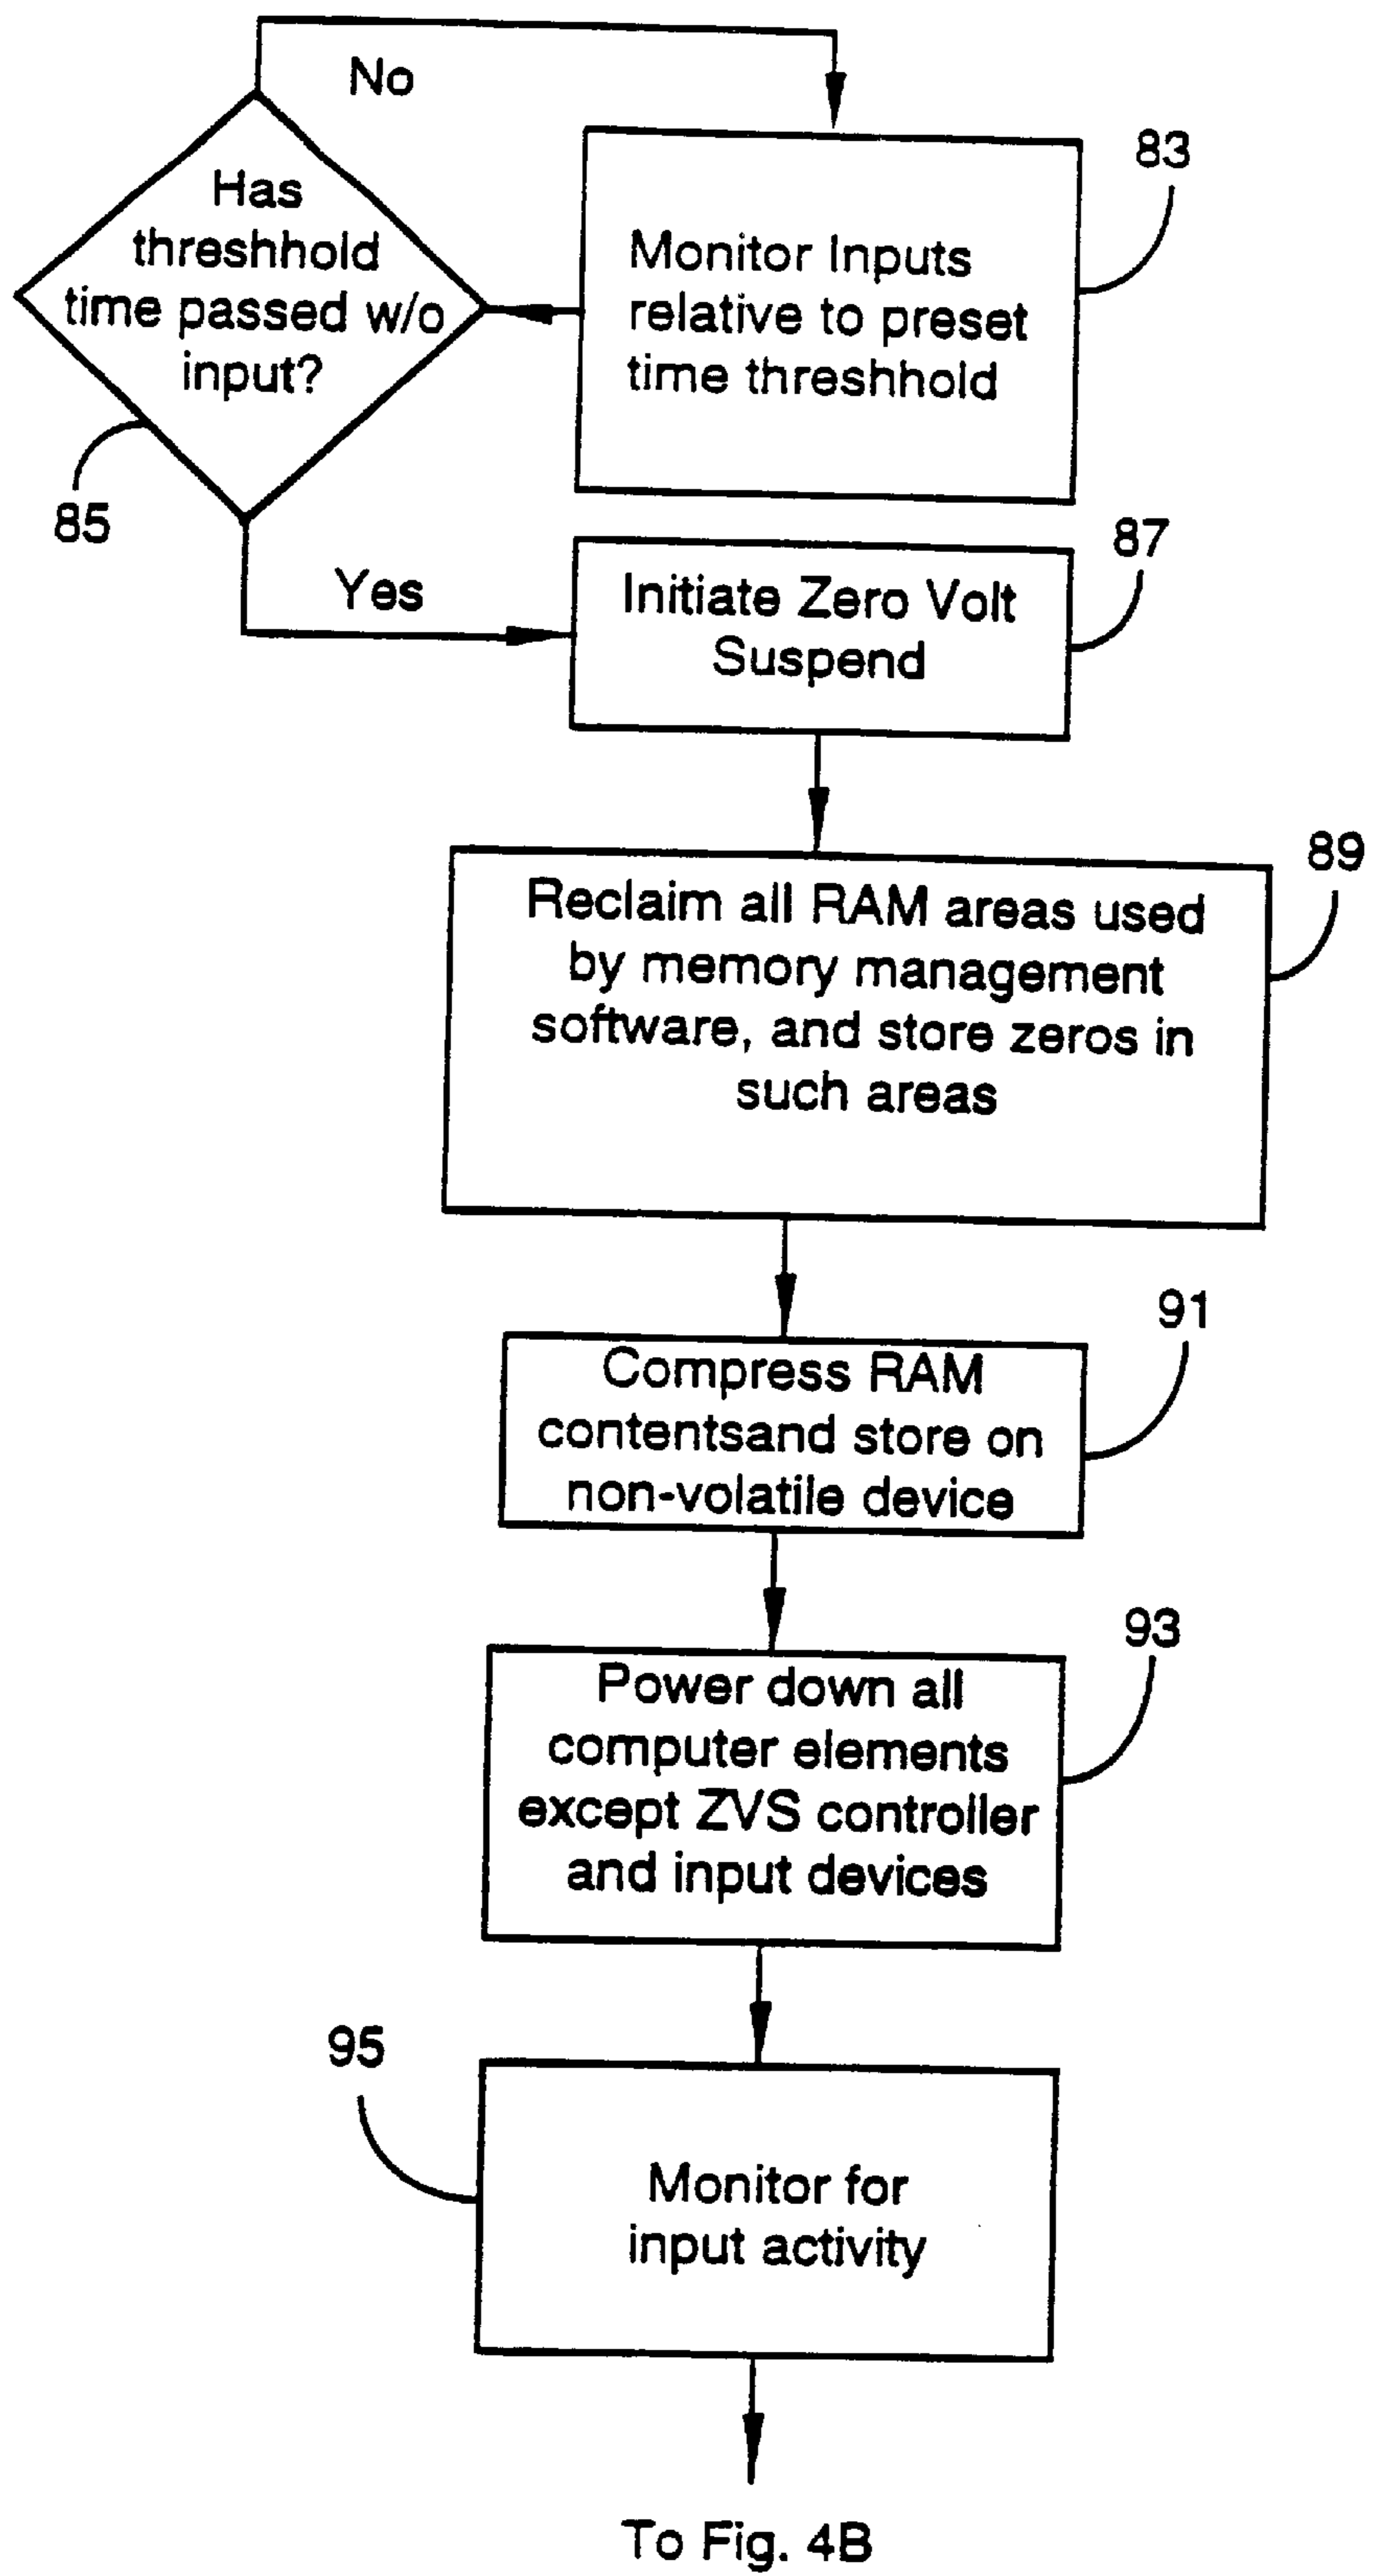 No
83
Has
threshhold
time passed w/o
input?
Monitor Inputs
relative to preset
time threshhold
85
87
Yes
Initiate Zero Volt
Suspend
89
Reclaim all RAM areas used
by memory management
software, and store zeros in
such areas
91
Compress RAM
contentsand store on
non-volatile device
93
Power down all
computer elements
except ZVS controller
and input devices
95
Monitor for
input activity
To Fig. 4B